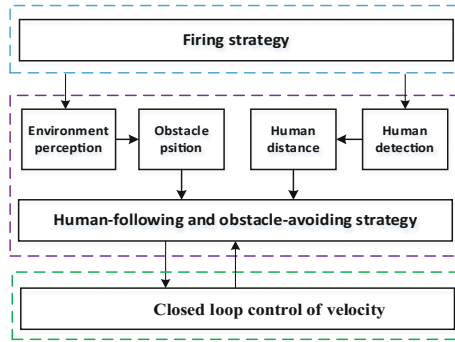 Firing strategy
Environment
perception
Obstacle
psition
Human
distance
Human
detection
Human-following and obstacle-avoiding strategy
Closed loop control of velocity